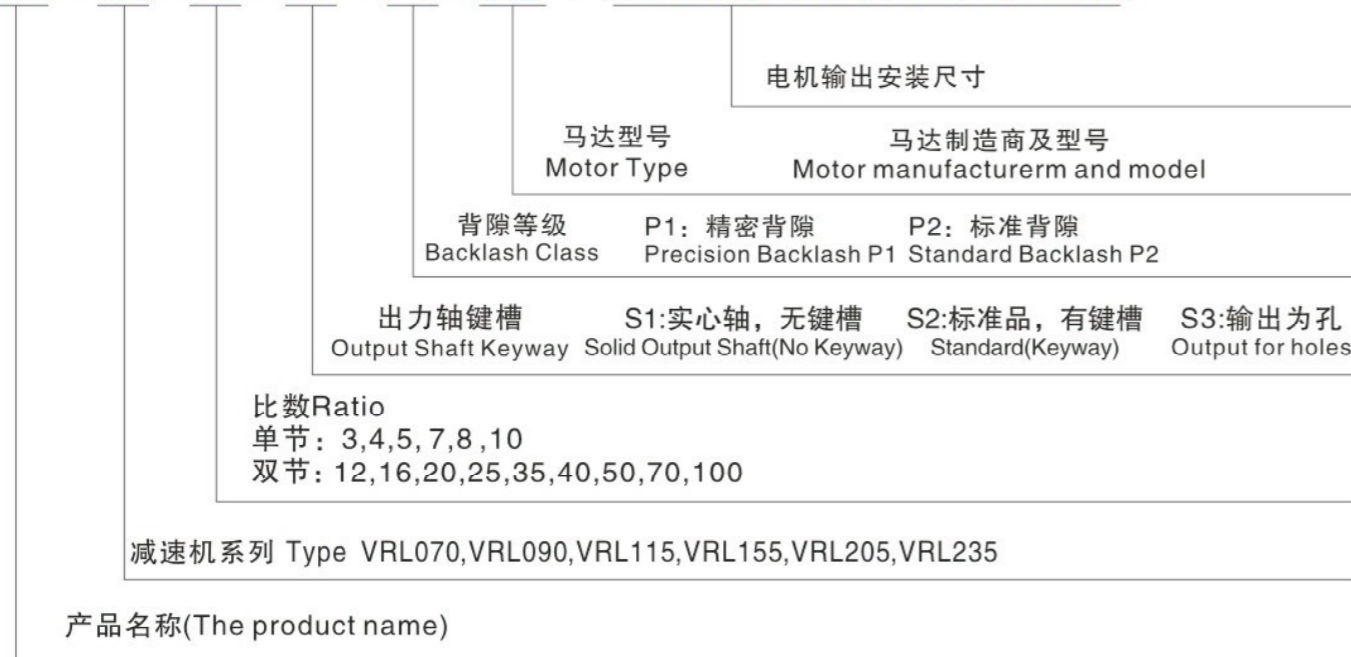 电机输出安装尺寸
马达型号 马达制造商及型号
Motor Type Motor manufacturerm and model
背隙等级 P1：精密背隙 P2：标准背隙
Backlash Class Precision Backlash P1 Standard Backlash P2
出力轴键槽 S1:实心轴，无键槽 S2:标准品，有键槽 S3:输出为孔
Output Shaft Keyway Solid Output Shaft(No Keyway) Standard(Keyway) Output for holes
比数Ratio
单节：3,4,5,7,8,10
双节：12,16,20,25,35,40,50,70,100
减速机系列 Type VRL070,VRL090,VRL115,VRL155,VRL205,VRL235
产品名称(The product name)